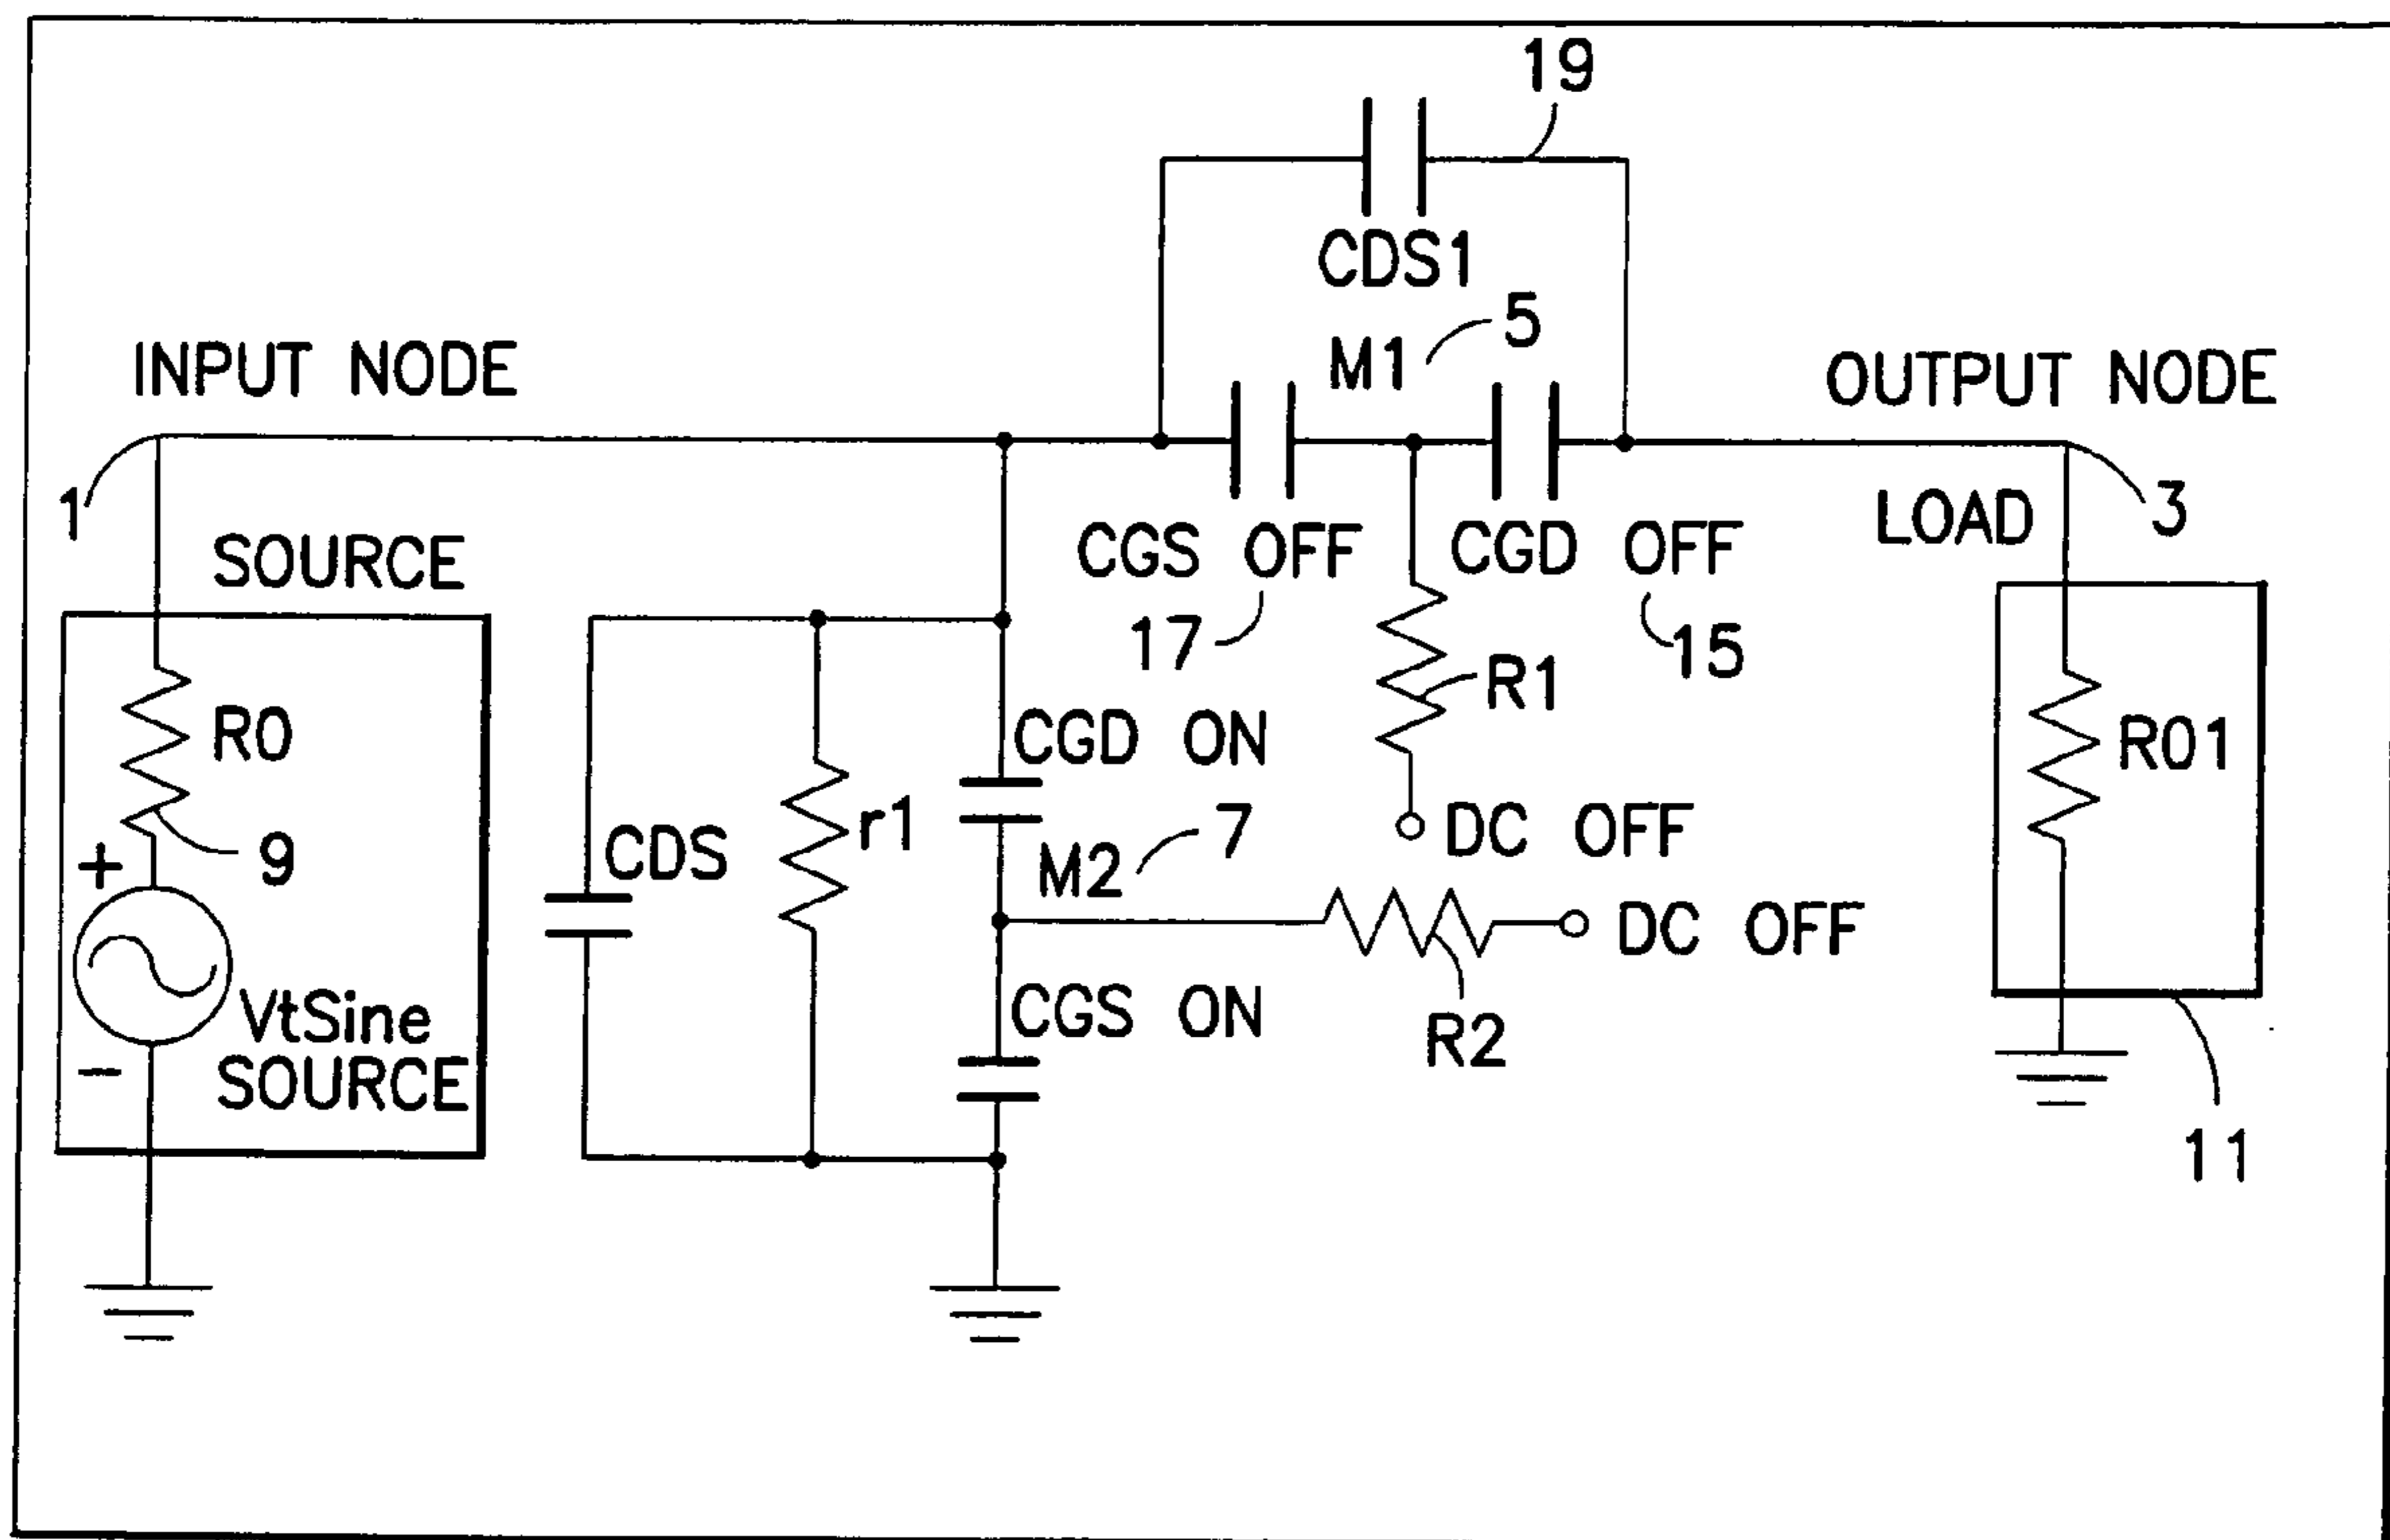 19
CDS1
M1
5
INPUT NODE
OUTPUT NODE
1
SOURCE
CGS OFF
CGD OFF
LOAD
3
17
15
R0
CGD ON
R1
R01
CDS
r1
7
DC OFF
+
9
M2
DC OFF
VtSine
SOURCE
-
CGS ON
R2
11